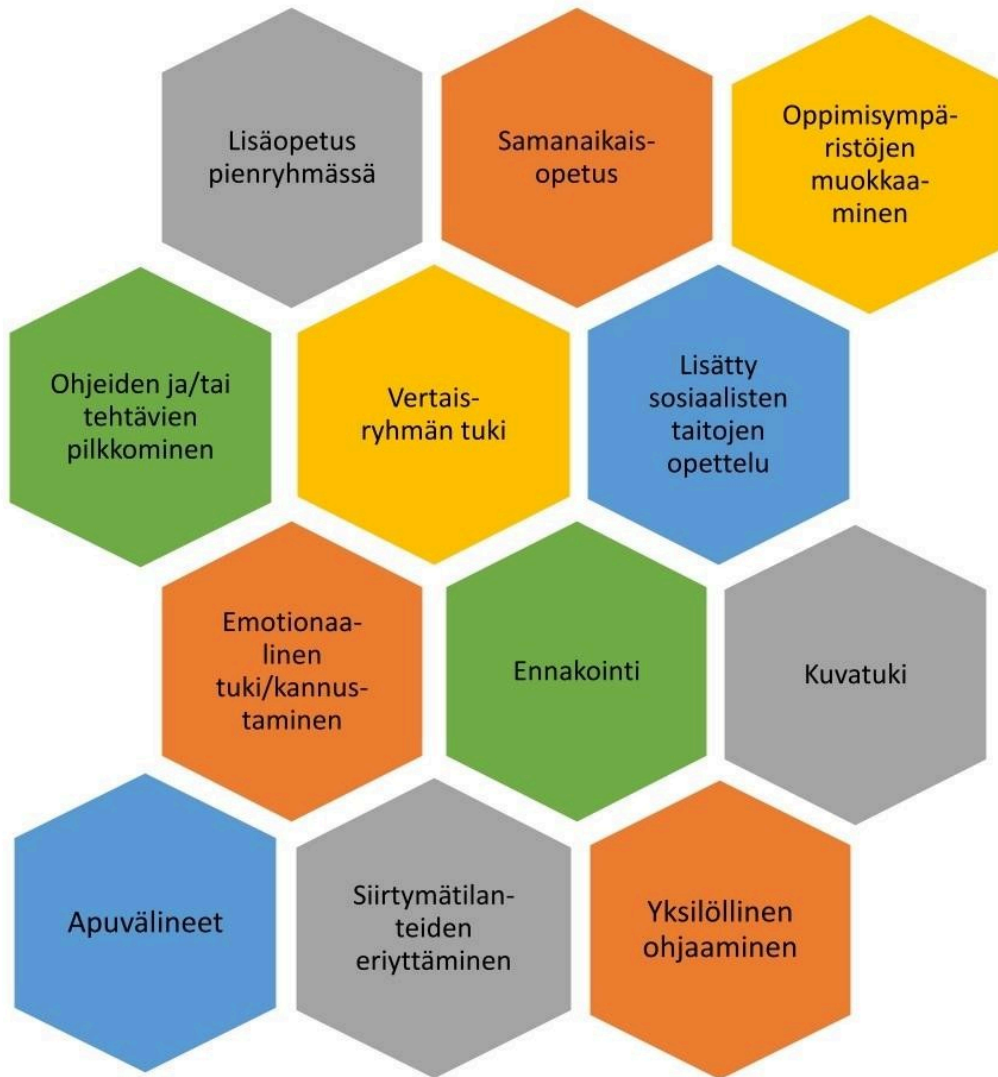 Lisäopetus
pienryhmässä
Samanaikais-
opetus
Oppimisympä-
ristöjen
muokkaa-
minen
Ohjeiden ja/tai
tehtävien
pilkkominen
Vertais-
ryhmän tuki
Lisätty
sosiaalisten
taitojen
opettelu
Emotionaa-
linen
tuki/kannus-
taminen
Ennakointi
Kuvatuki
Apuvälineet
Siirtymätilan-
teiden
eriyttäminen
Yksilöllinen
ohjaaminen